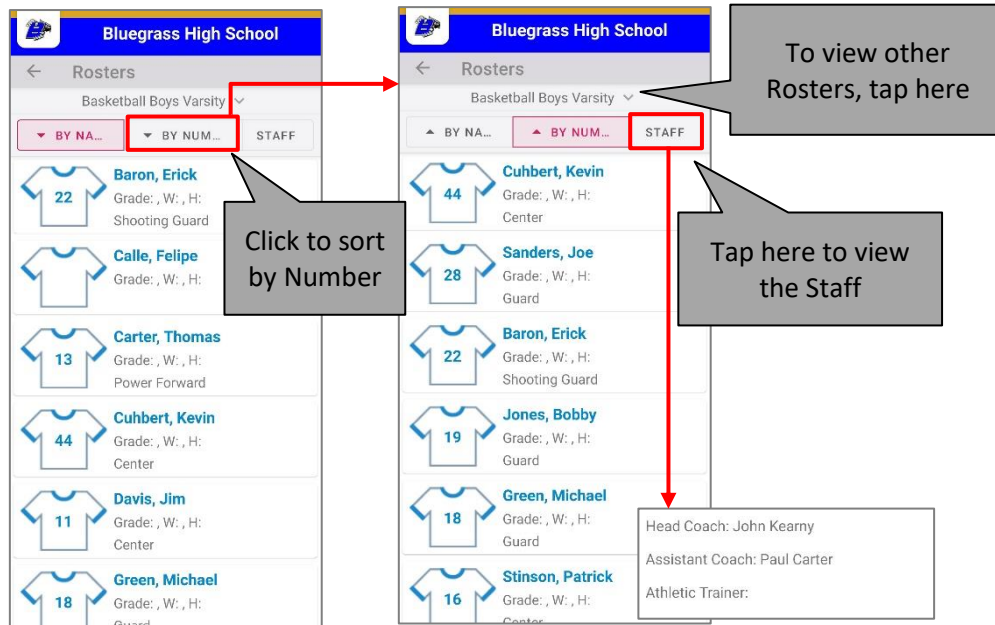 Bluegrass High School
Rosters
Basketball Boys Varsity
BY NA...
BY NUM...
STAFF
22
Baron, Erick
Grade: , W: , H:
Shooting Guard
Calle, Felipe
Grade: , W: , H:
13
Carter, Thomas
Grade: , W: , H:
Power Forward
44
Cuhbert, Kevin
Grade: , W: , H:
Center
11
Davis, Jim
Grade: , W: , H:
Center
18
Green, Michael
Grade: , W: , H:
Guard
Click to sort
by Number
Bluegrass High School
Rosters
Basketball Boys Varsity
BY NA...
BY NUM...
STAFF
44
Cuhbert, Kevin
Grade: , W: , H:
Center
28
Sanders, Joe
Grade: , W: , H:
Guard
22
Baron, Erick
Grade: , W: , H:
Shooting Guard
19
Jones, Bobby
Grade: , W: , H:
Guard
18
Green, Michael
Grade: , W: , H:
Guard
16
Stinson, Patrick
Grade: , W: , H:
Center
To view other
Rosters, tap here
Tap here to view
the Staff
Head Coach: John Kearny
Assistant Coach: Paul Carter
Athletic Trainer: